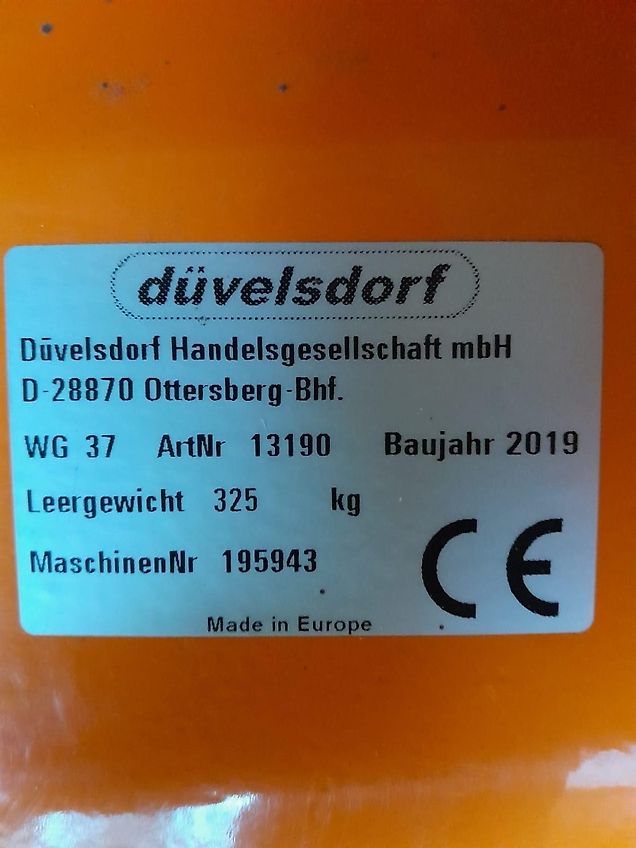 düvelsdorf
Düvelsdorf Handelsgesellschaft mbH
D-28870 Ottersberg-Bhf.
WG 37 ArtNr 13190 Baujahr 2019
Leergewicht 325 kg
MaschinenNr 195943
CE
Made in Europe